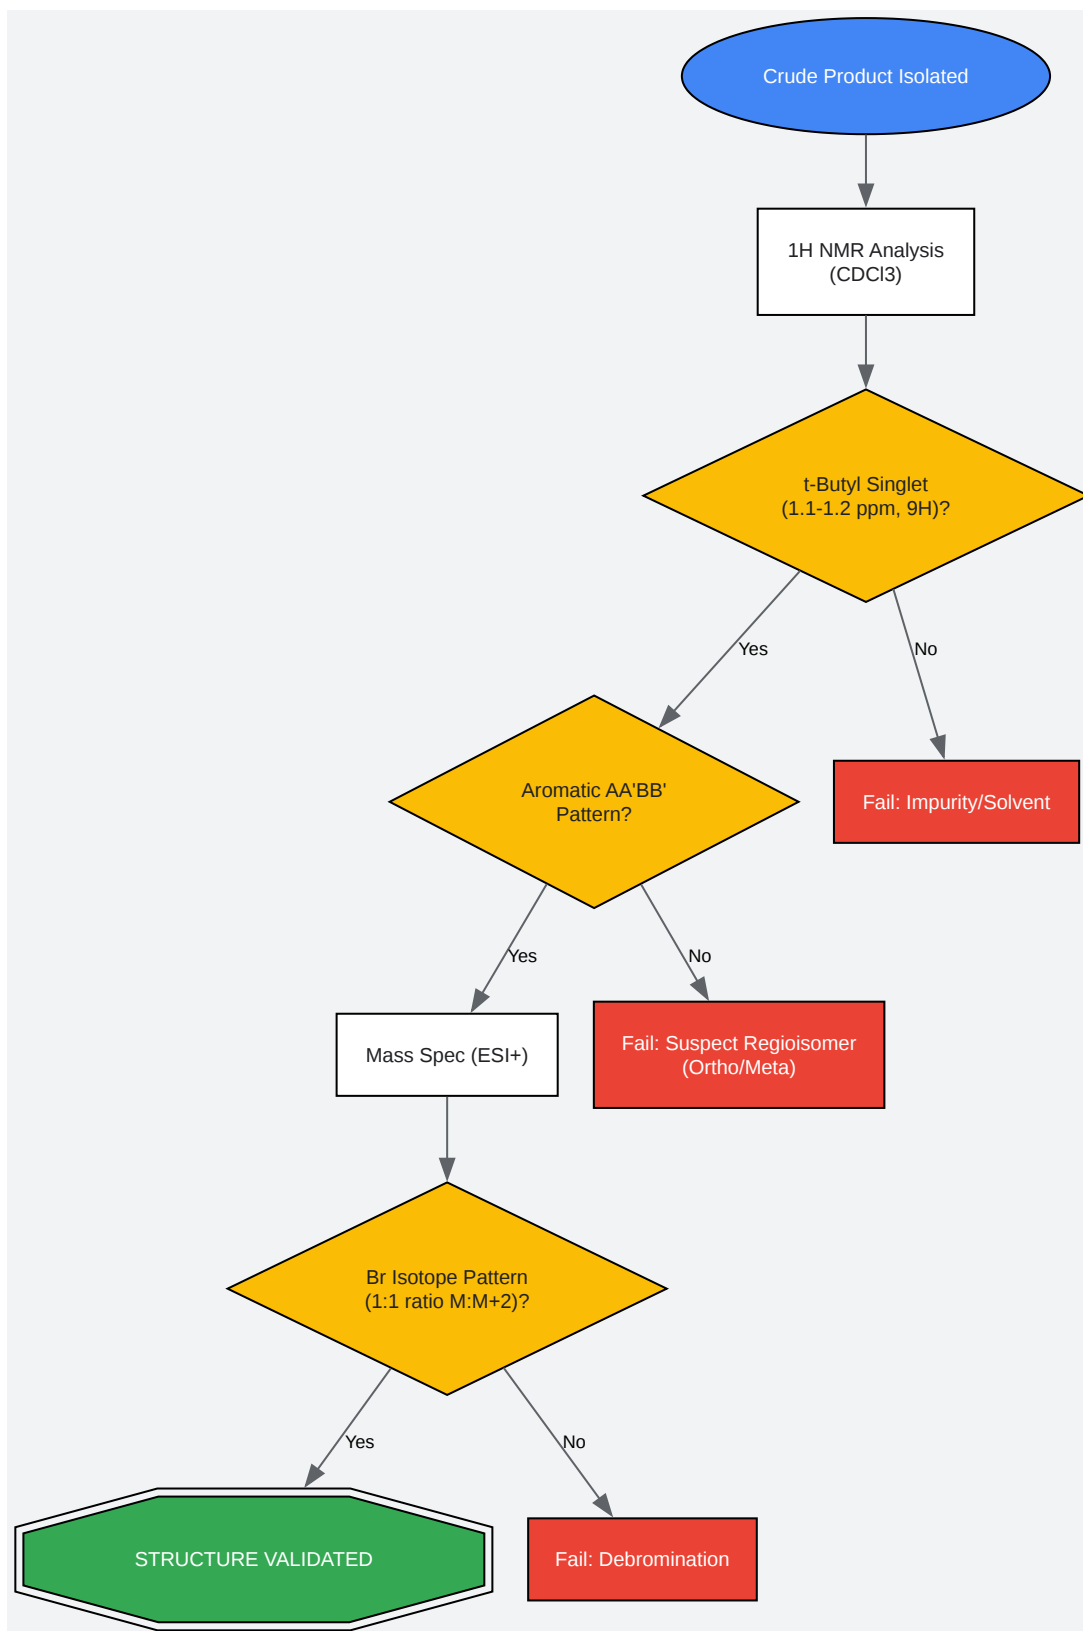 Crude Product Isolated
1H NMR Analysis
(CDCl3)
t-Butyl Singlet
(1.1-1.2 ppm, 9H)?
Yes
No
Aromatic AA'BB'
Pattern?
Fail: Impurity/Solvent
Yes
No
Mass Spec (ESI+)
Fail: Suspect Regioisomer
(Ortho/Meta)
Br Isotope Pattern
(1:1 ratio M:M+2)?
Yes
No
STRUCTURE VALIDATED
Fail: Debromination